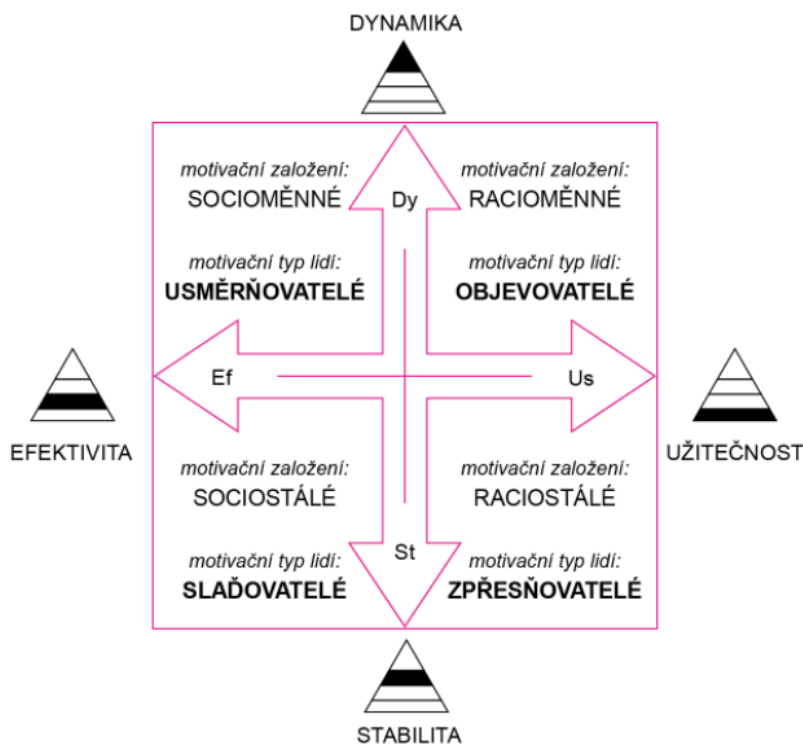 DYNAMIKA
motivační založení:
SOCIOMĚNNÉ
motivační založení:
RACIOMĚNNÉ
Dy
motivační typ lidí:
USMĚRŇOVATELÉ
motivační typ lidí:
OBJEVOVATELÉ
Ef
Us
EFEKTIVITA
UŽITEČNOST
motivační založení:
SOCIOSTÁLÉ
motivační založení:
RACIOSTÁLÉ
St
motivační typ lidí:
SLAĎOVATELÉ
motivační typ lidí:
ZPŘESŇOVATELÉ
STABILITA